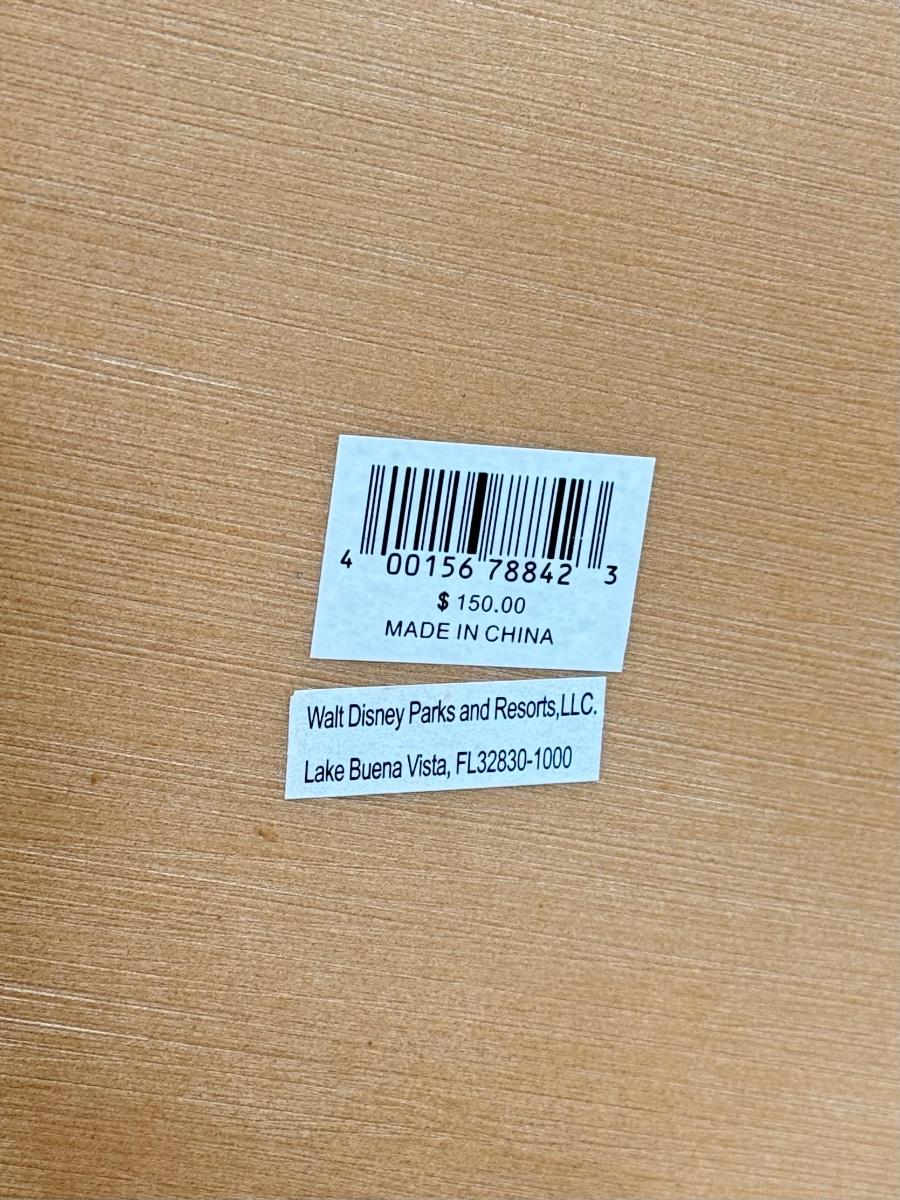 4 00156 78842 3
$ 150.00
MADE IN CHINA
Walt Disney Parks and Resorts,LLC.
Lake Buena Vista, FL32830-1000